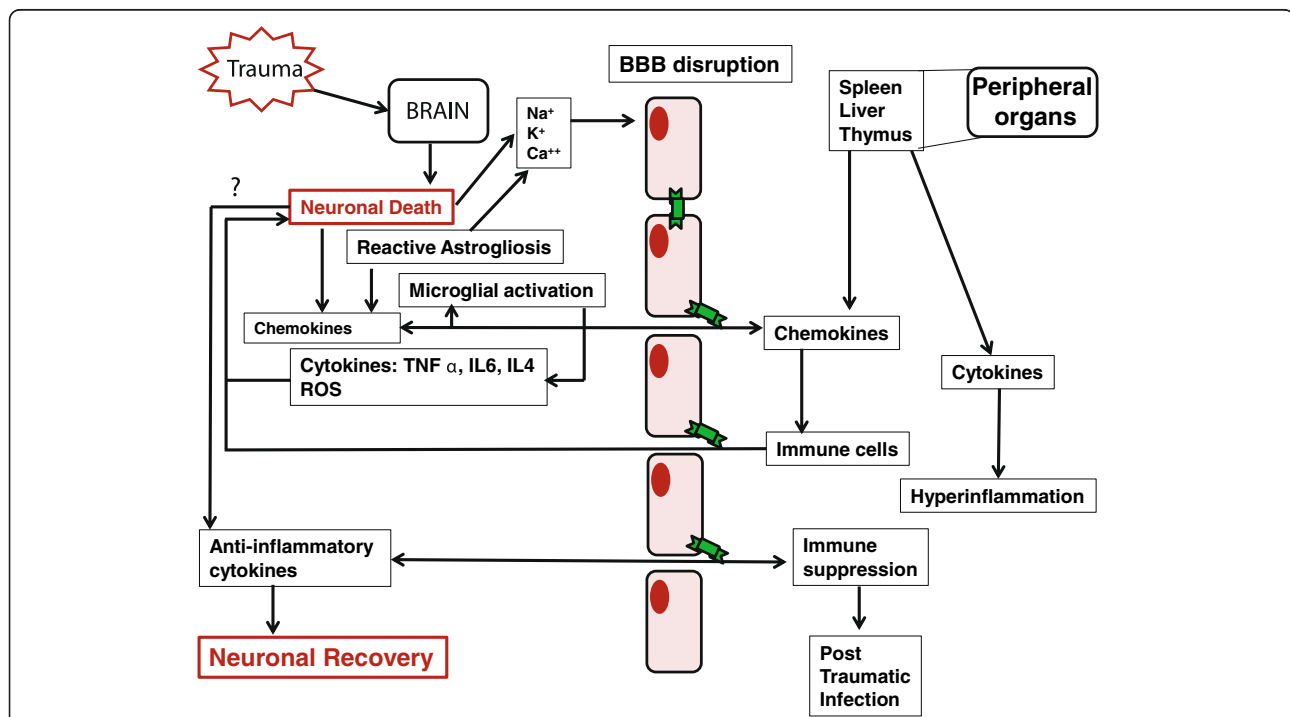 Trauma
BRAIN
BBB disruption
Na⁺
K⁺
Ca⁺⁺
Spleen
Liver
Thymus
Peripheral
organs
?
Neuronal Death
Reactive Astrogliosis
Microglial activation
Chemokines
Chemokines
Cytokines: TNF α, IL6, IL4
ROS
Cytokines
Immune cells
Hyperinflammation
Anti-inflammatory
cytokines
Immune
suppression
Neuronal Recovery
Post
Traumatic
Infection